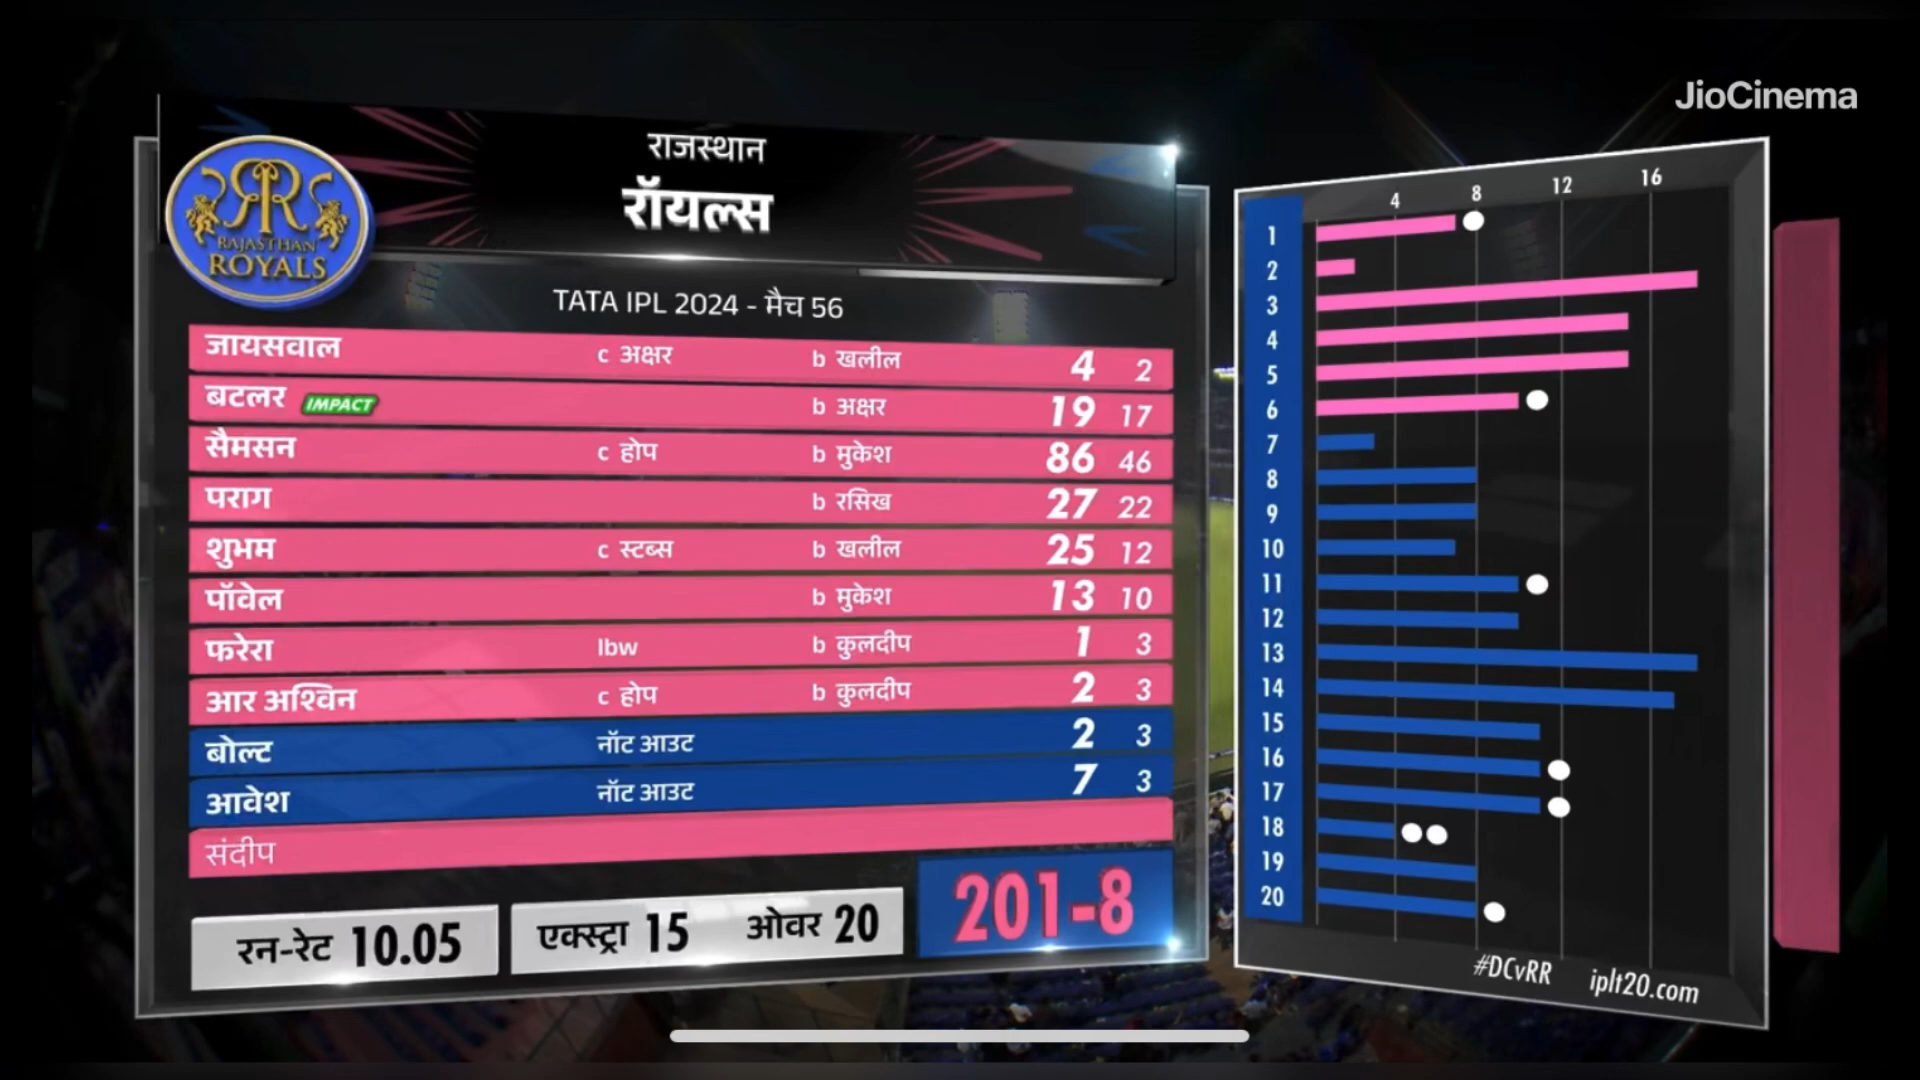 JioCinema
RAJASTHAN
ROYALS
राजस्थान
रॉयल्स
TATA IPL 2024 - मैच 56
जायसवाल c अक्षर b खलील 4 2
बटलर IMPACT b अक्षर 19 17
सैमसन c होप b मुकेश 86 46
पराग b रसिख 27 22
शुभम c स्टब्स b खलील 25 12
पॉवेल b मुकेश 13 10
फरेरा lbw b कुलदीप 1 3
आर अश्विन c होप b कुलदीप 2 3
बोल्ट नॉट आउट 2 3
आवेश नॉट आउट 7 3
संदीप
रन-रेट 10.05 एक्स्ट्रा 15 ओवर 20 201-8
4 8 12 16
1
2
3
4
5
6
7
8
9
10
11
12
13
14
15
16
17
18
19
20
#DCvRR iplt20.com